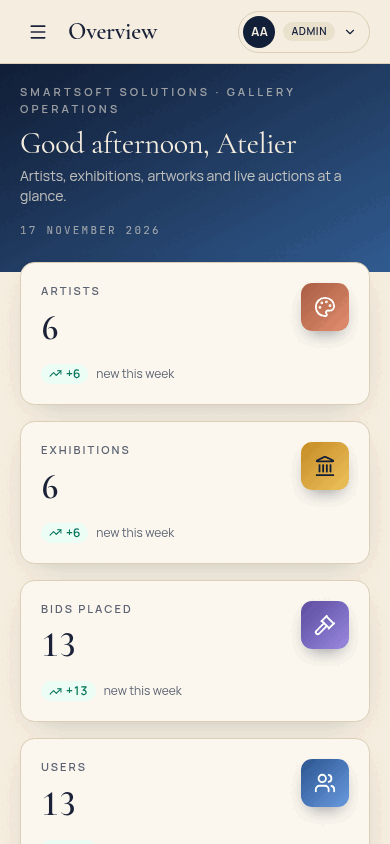 Overview
AA
ADMIN
SMARTSOFT SOLUTIONS · GALLERY
OPERATIONS
Good afternoon, Atelier
Artists, exhibitions, artworks and live auctions at a
glance.
17 NOVEMBER 2026
ARTISTS
6
+6 new this week
EXHIBITIONS
6
+6 new this week
BIDS PLACED
13
+13 new this week
USERS
13